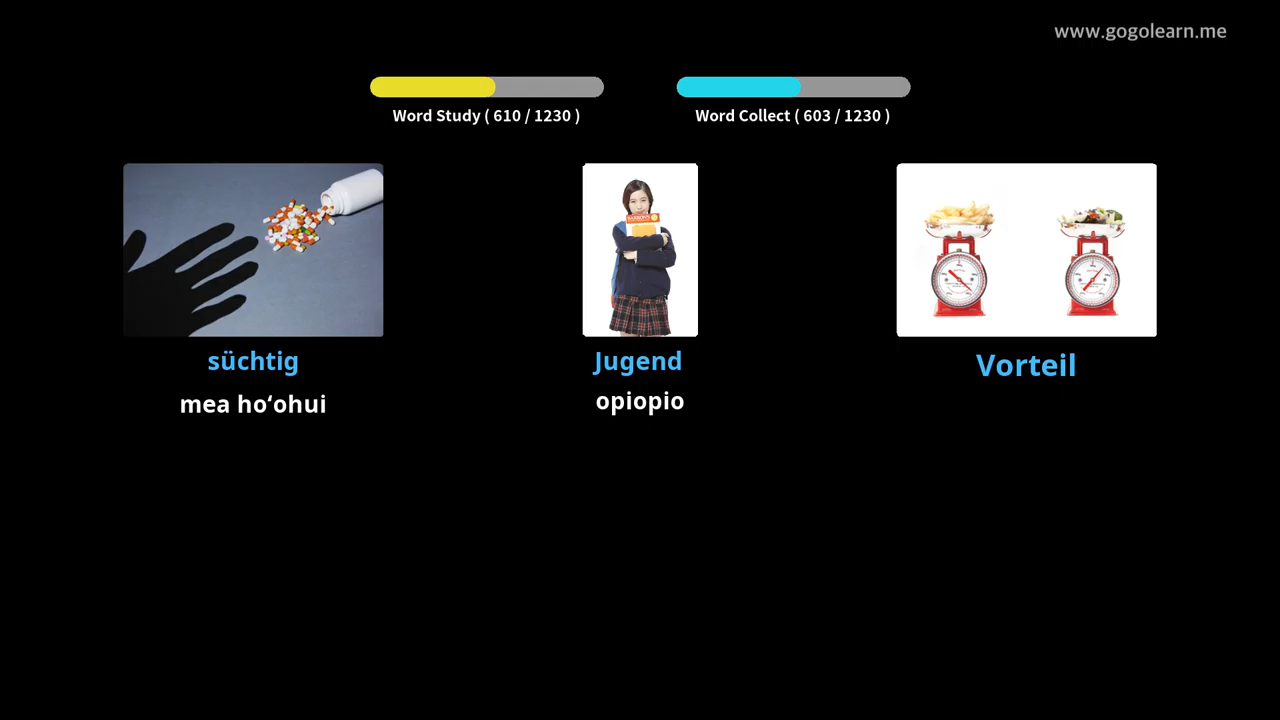 www.gogolearn.me
Word Study ( 610 / 1230 )
Word Collect ( 603 / 1230 )
süchtig
mea hoʻohui
Jugend
opiopio
Vorteil